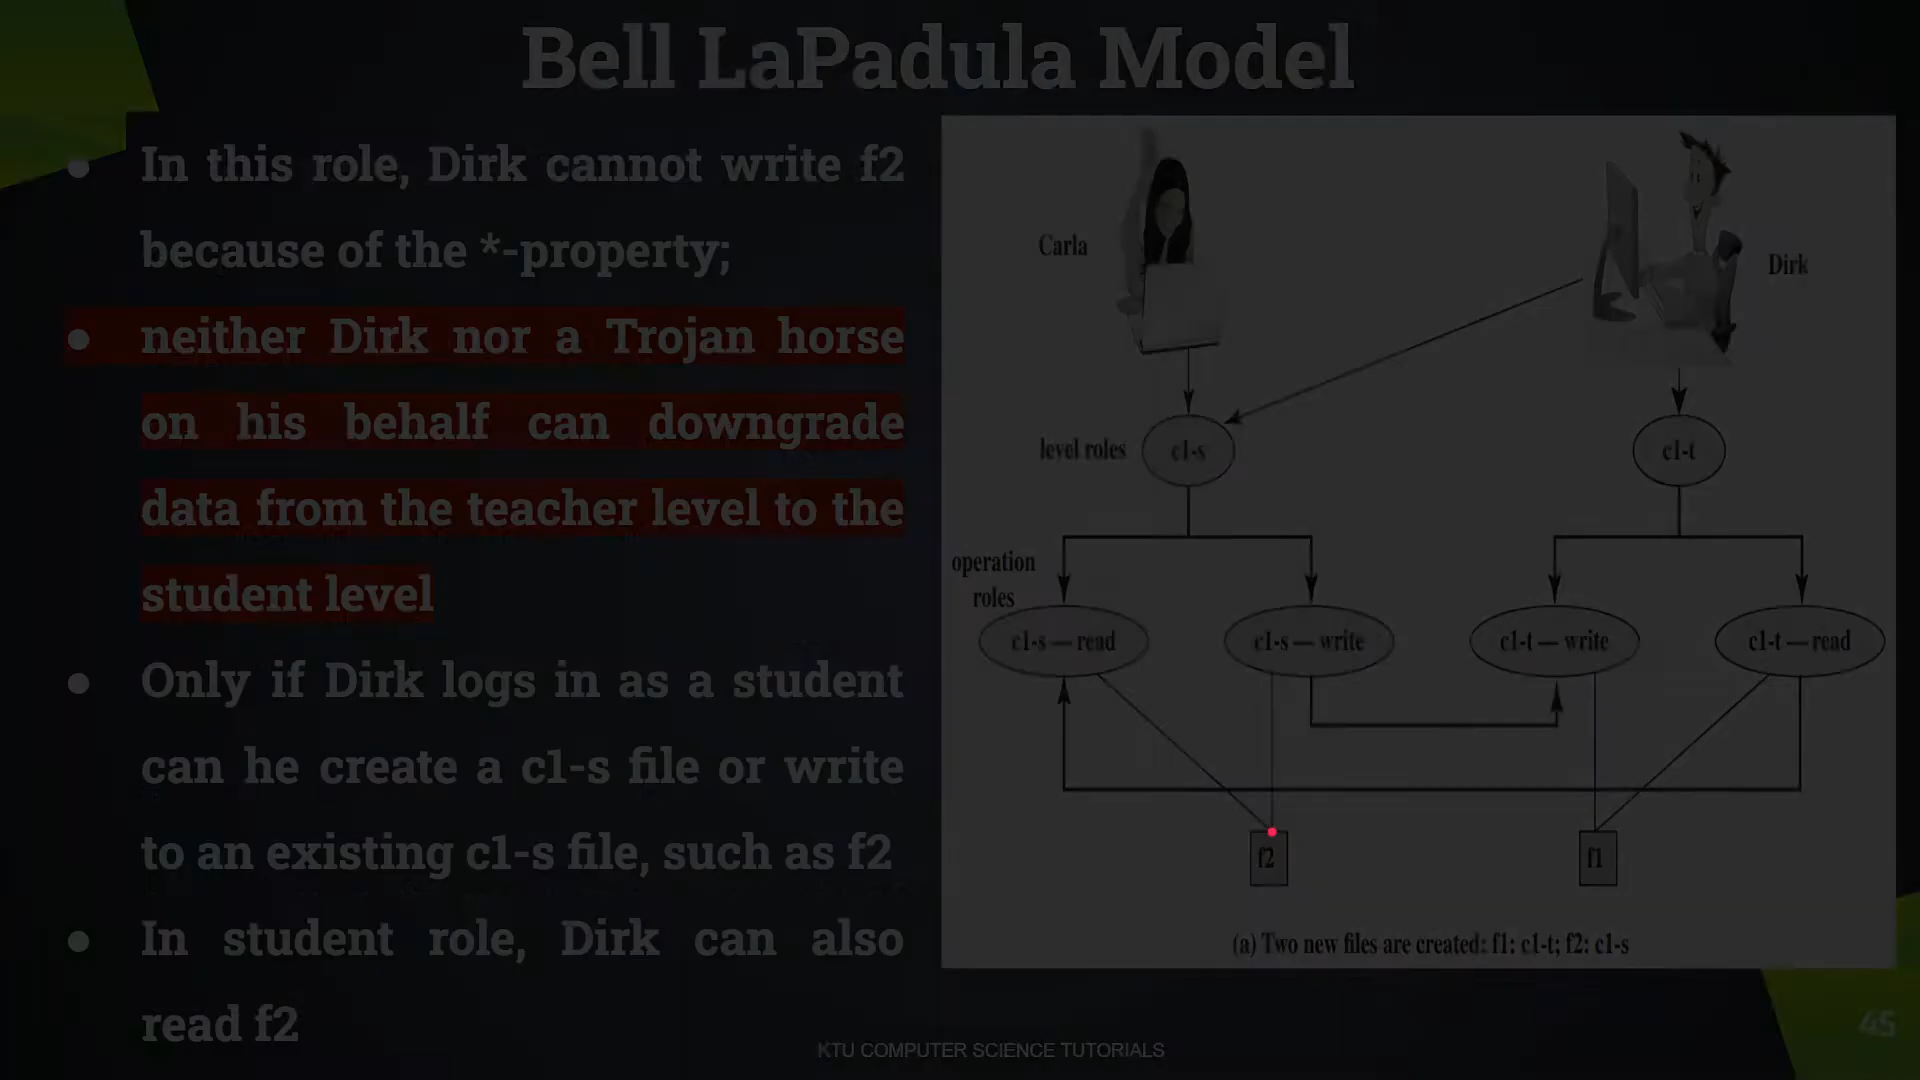 Bell LaPadula Model
● In this role, Dirk cannot write f2
because of the *-property;
● neither Dirk nor a Trojan horse
on his behalf can downgrade
data from the teacher level to the
student level
● Only if Dirk logs in as a student
can he create a c1-s file or write
to an existing c1-s file, such as f2
● In student role, Dirk can also
read f2
Carla
Dirk
level roles
c1-s
c1-t
operation
roles
c1-s — read
c1-s — write
c1-t — write
c1-t — read
f2
f1
(a) Two new files are created: f1: c1-t; f2: c1-s
KTU COMPUTER SCIENCE TUTORIALS
45